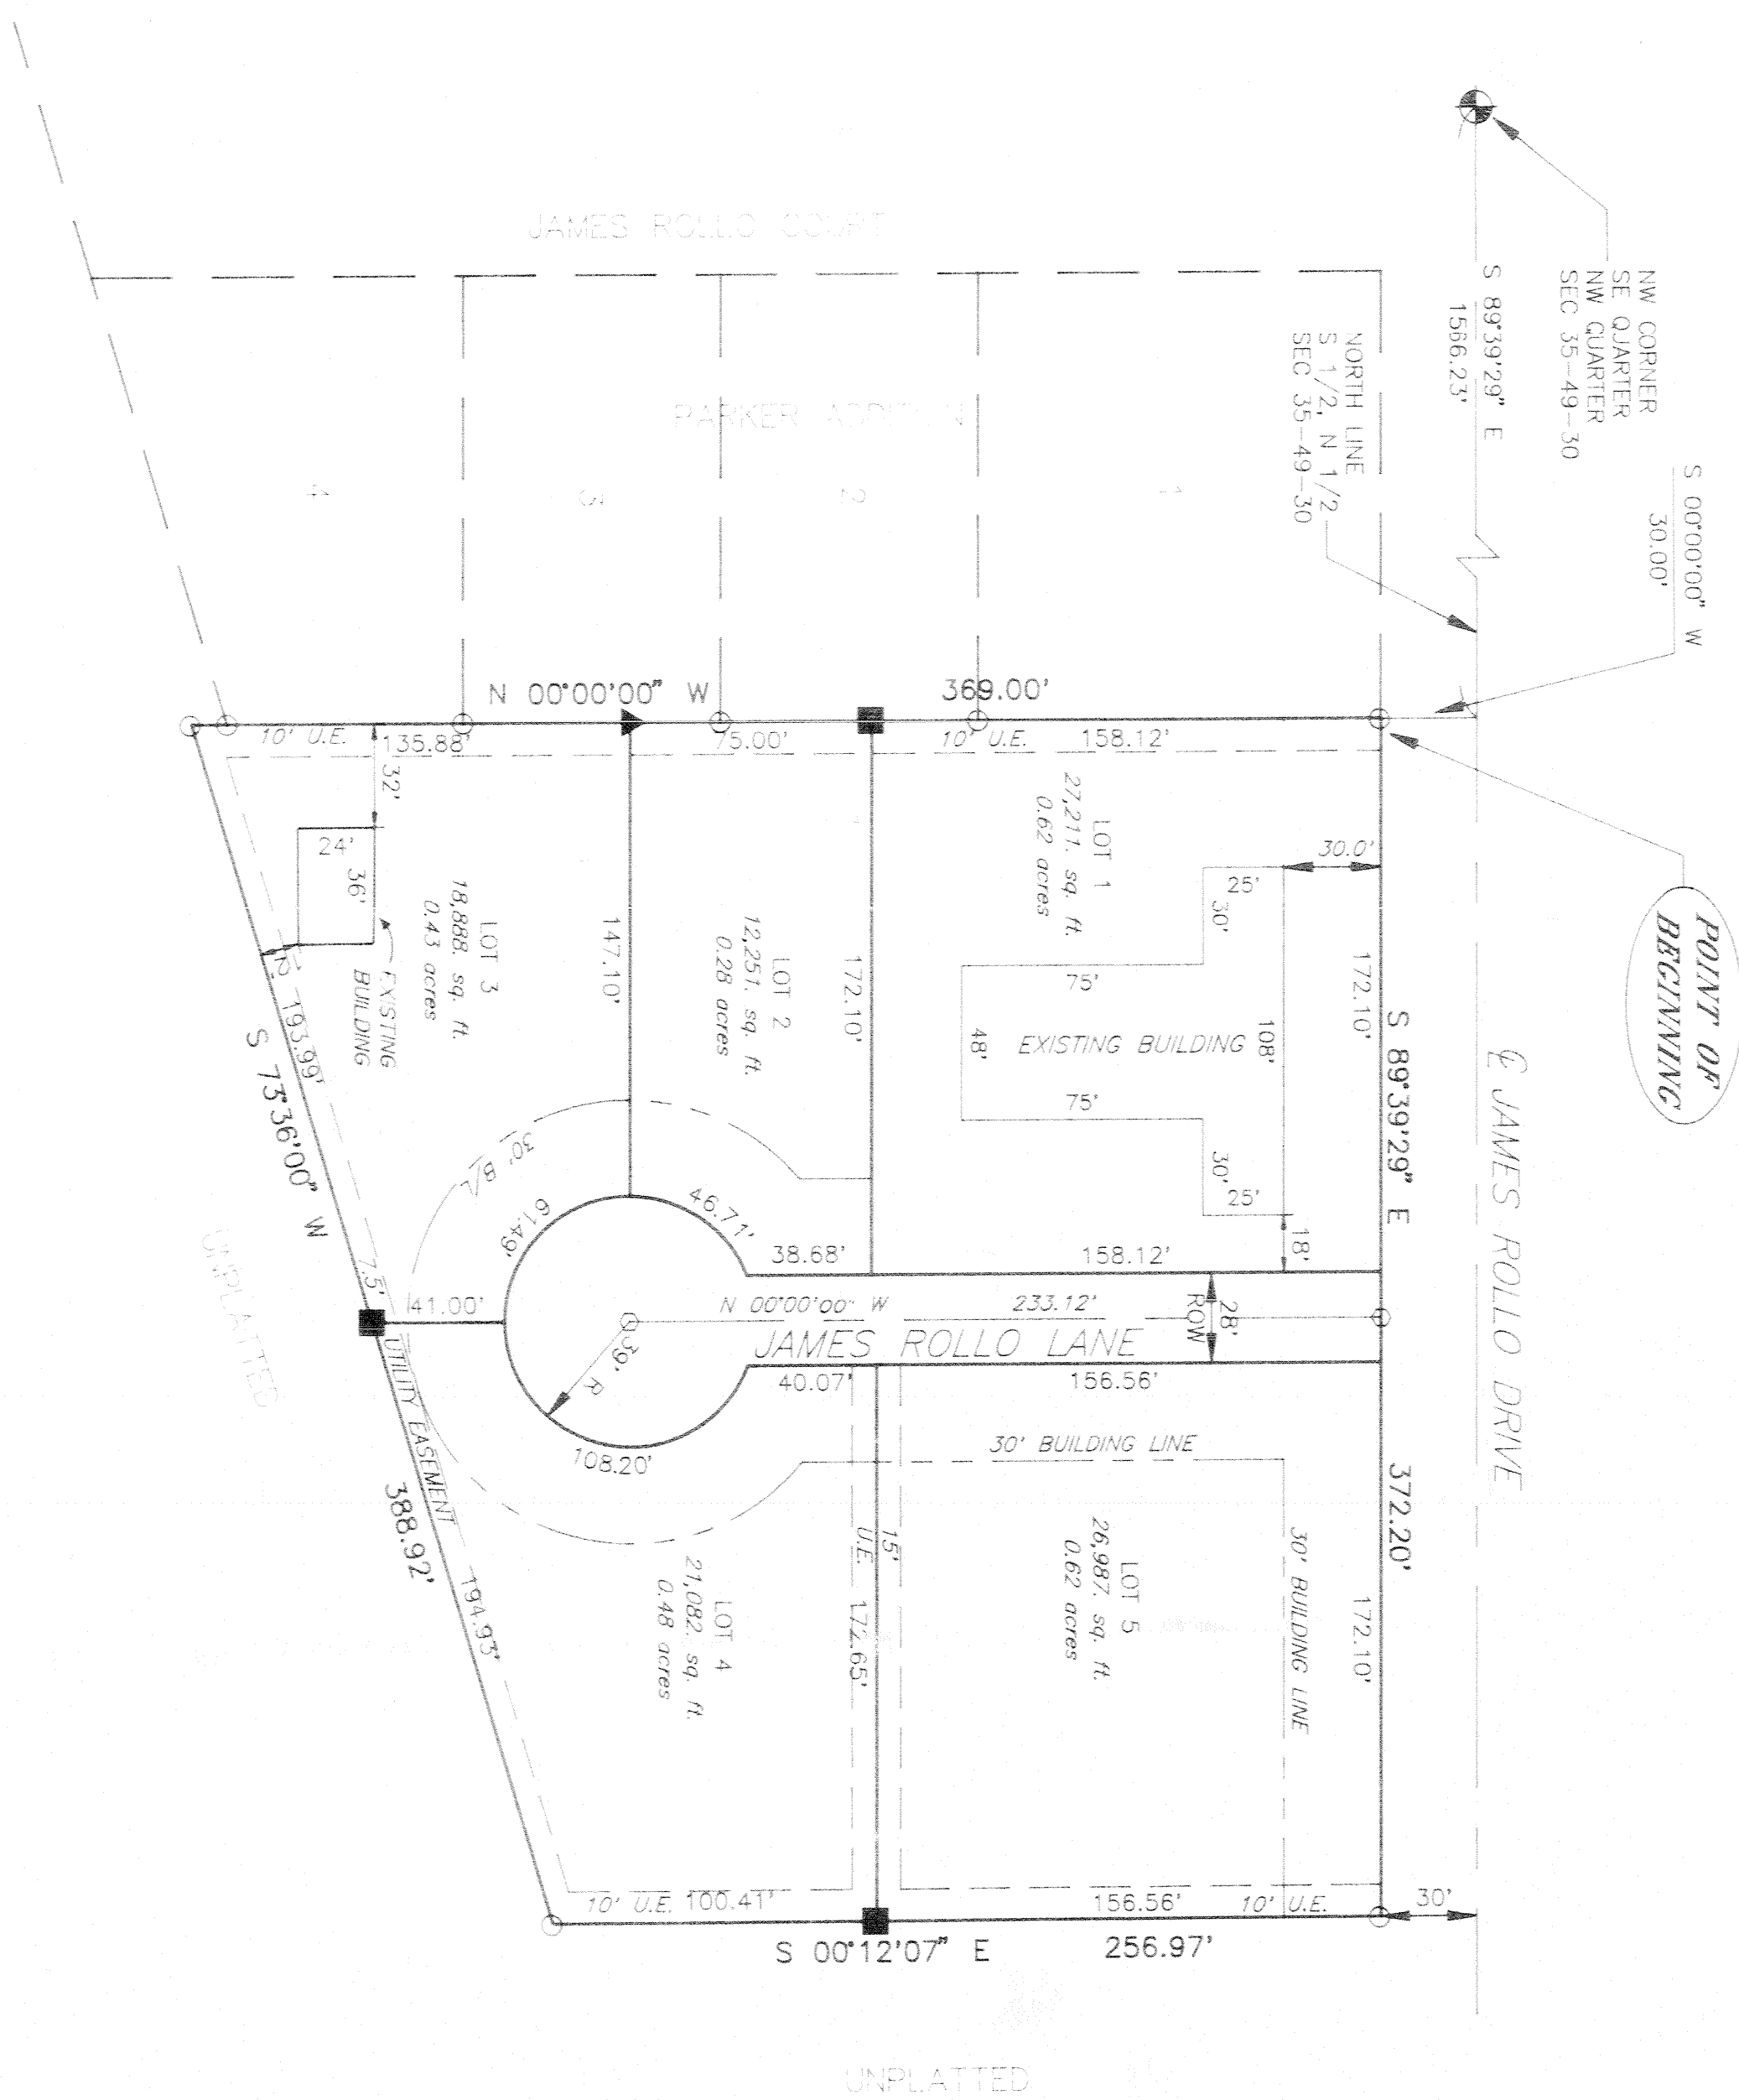 NW CORNER
SE QUARTER
NW QUARTER
SEC 35-49-30
S 89°39'29" E
1566.23'
S 00°00'00" W
30.00'
NORTH LINE
S 1/2, N 1/2
SEC 35-49-30
POINT OF
BEGINNING
℄ JAMES ROLLO DRIVE
JAMES ROLLO COURT
PARKER ADDITION
1
2
3
4
S 89°39'29" E
372.20'
172.10'
172.10'
30'
N 00°00'00" W
369.00'
135.88'
75.00'
158.12'
10' U.E.
10' U.E.
LOT 1
27,211. sq. ft.
0.62 acres
30.0'
25'
30'
75'
48'
EXISTING BUILDING
108'
75'
30'
25'
18'
158.12'
172.10'
LOT 2
12,251. sq. ft.
0.28 acres
38.68'
46.71'
147.10'
LOT 3
18,888. sq. ft.
0.43 acres
32'
24'
36'
EXISTING
BUILDING
193.99'
S 73°36'00" W
388.92'
30' B/L
61.49'
7.5'
UTILITY EASEMENT
41.00'
N 00°00'00" W
233.12'
28'
ROW
JAMES ROLLO LANE
39' R
108.20'
40.07'
156.56'
30' BUILDING LINE
30' BUILDING LINE
LOT 5
26,987. sq. ft.
0.62 acres
15'
U.E.
172.65'
LOT 4
21,082. sq. ft.
0.48 acres
194.93'
10' U.E.
100.41'
156.56'
10' U.E.
S 00°12'07" E
256.97'
UNPLATTED
UNPLATTED